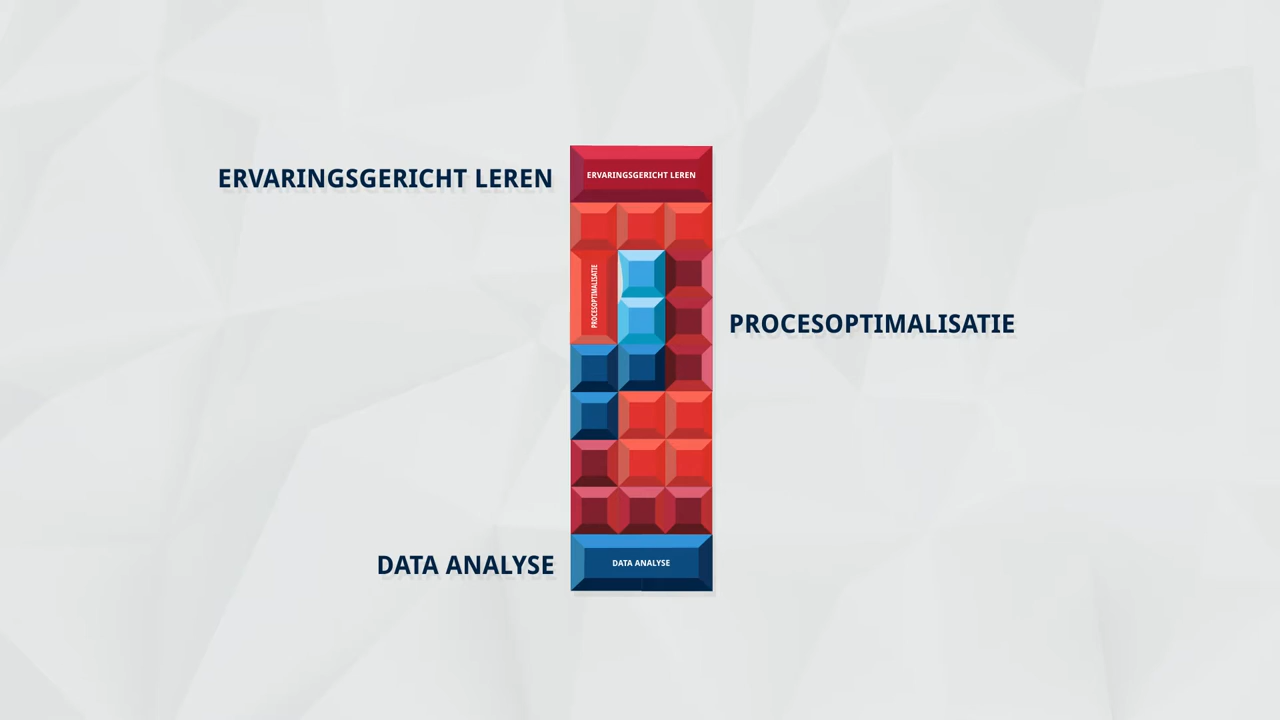 ERVARINGSGERICHT LEREN
ERVARINGSGERICHT LEREN
PROCESOPTIMALISATIE
PROCESOPTIMALISATIE
DATA ANALYSE
DATA ANALYSE